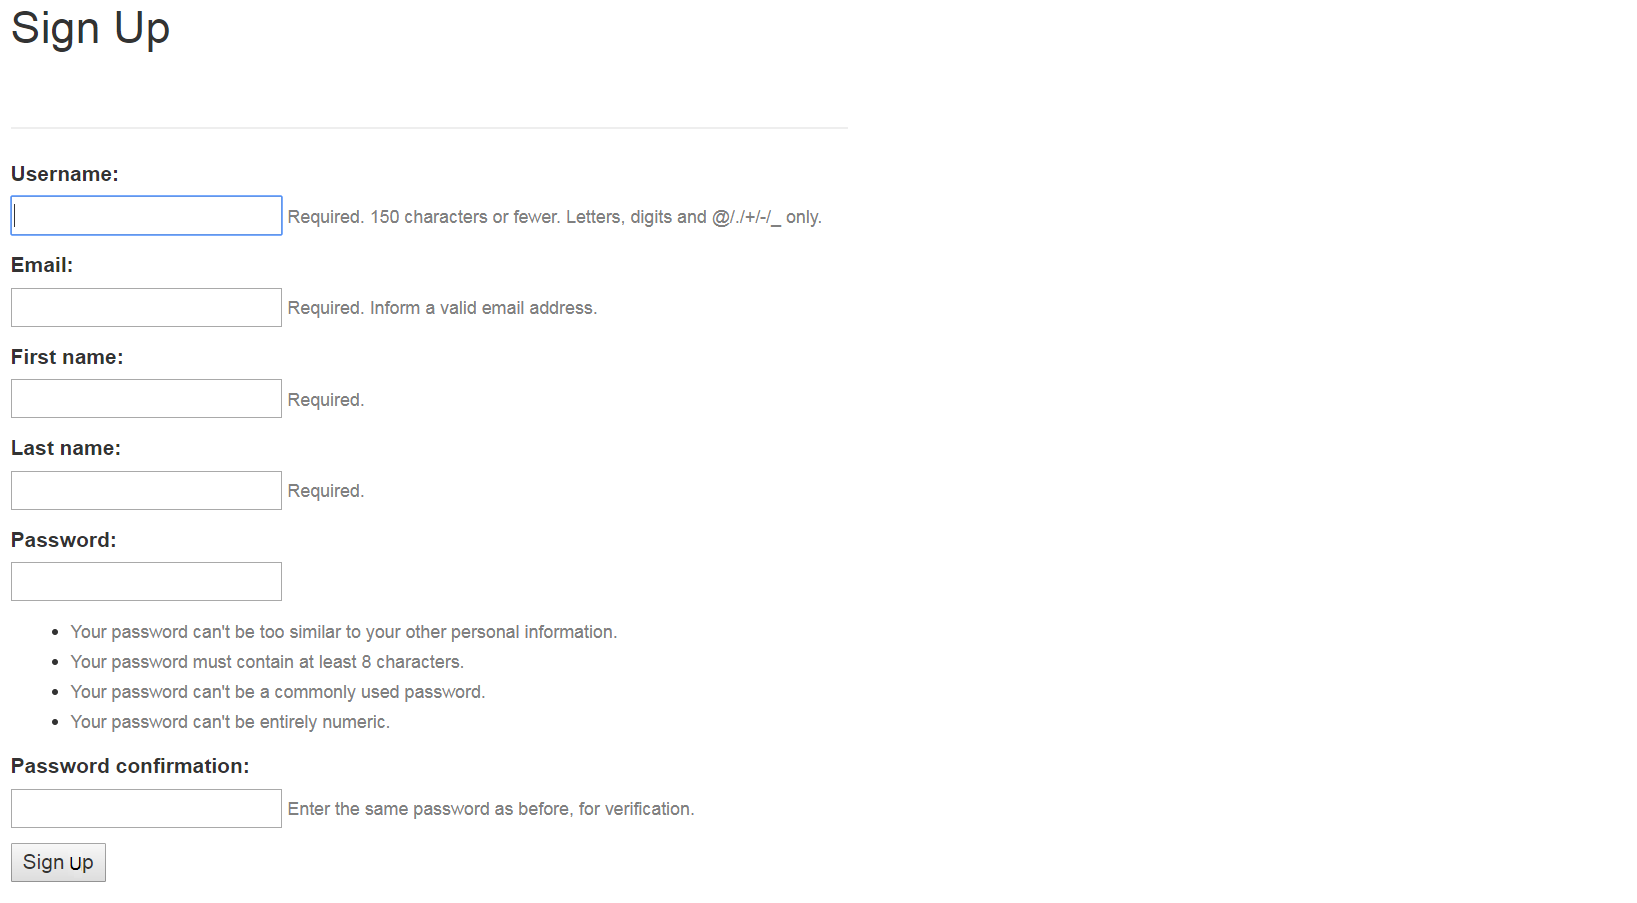 Sign Up
Username:
Required. 150 characters or fewer. Letters, digits and @/./+/-/_ only.
Email:
Required. Inform a valid email address.
First name:
Required.
Last name:
Required.
Password:
Your password can't be too similar to your other personal information.
Your password must contain at least 8 characters.
Your password can't be a commonly used password.
Your password can't be entirely numeric.
Password confirmation:
Enter the same password as before, for verification.
Sign Up